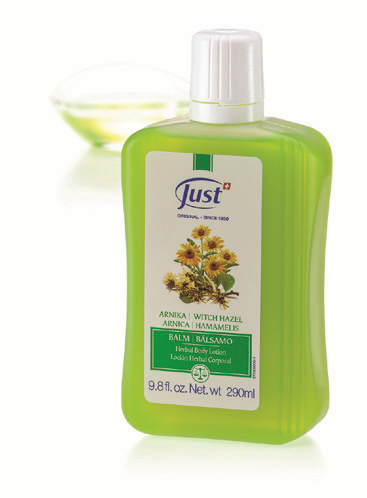 Just
ORIGINAL - SINCE 1930
ARNIKA | WITCH HAZEL
ARNICA | HAMAMELIS
BALM | BÁLSAMO
Herbal Body Lotion
Loción Herbal Corporal
9.8 fl. oz. Net. wt 290ml